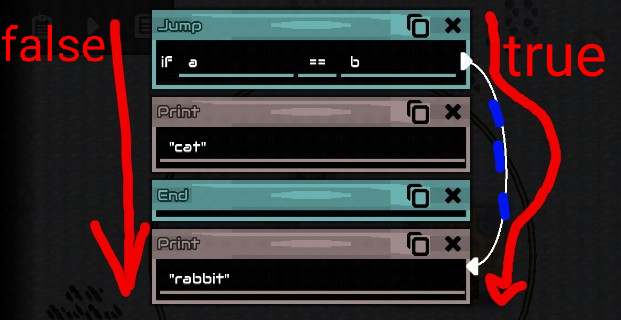 false
true
Jump
if a == b
Print
"cat"
End
Print
"rabbit"